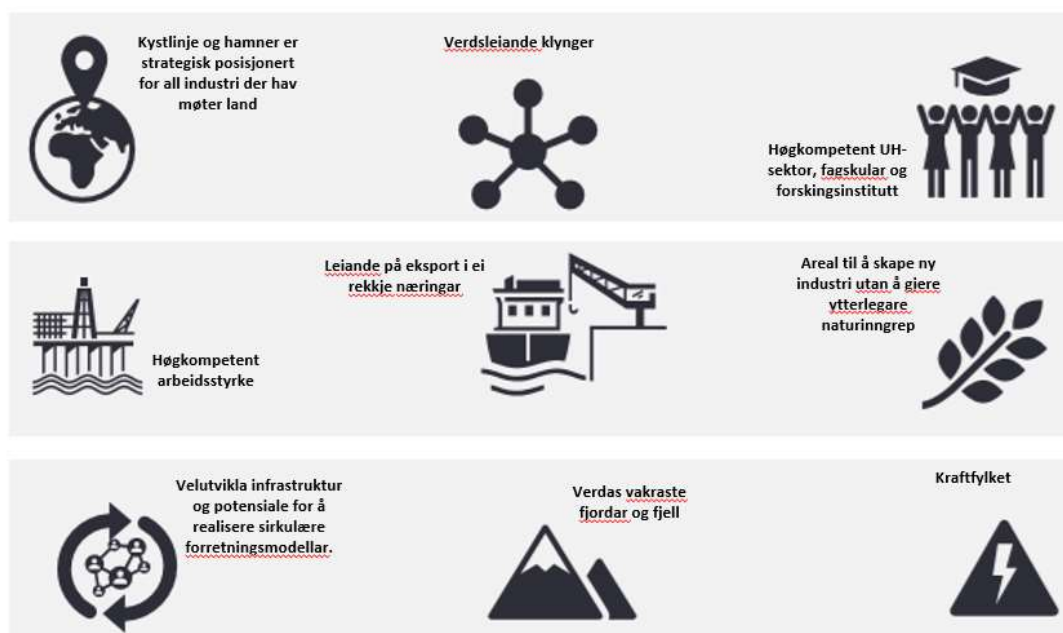 Kystlinje og hamner er
strategisk posisjonert
for all industri der hav
møter land
Verdsleiande klynger
Høgkompetent UH-
sektor, fagskular og
forskingsinstitutt
Høgkompetent
arbeidsstyrke
Leiande på eksport i ei
rekkje næringar
Areal til å skape ny
industri utan å gjere
ytterlegare
naturinngrep
Velutvikla infrastruktur
og potensiale for å
realisere sirkulære
forretningsmodellar.
Verdas vakraste
fjordar og fjell
Kraftfylket